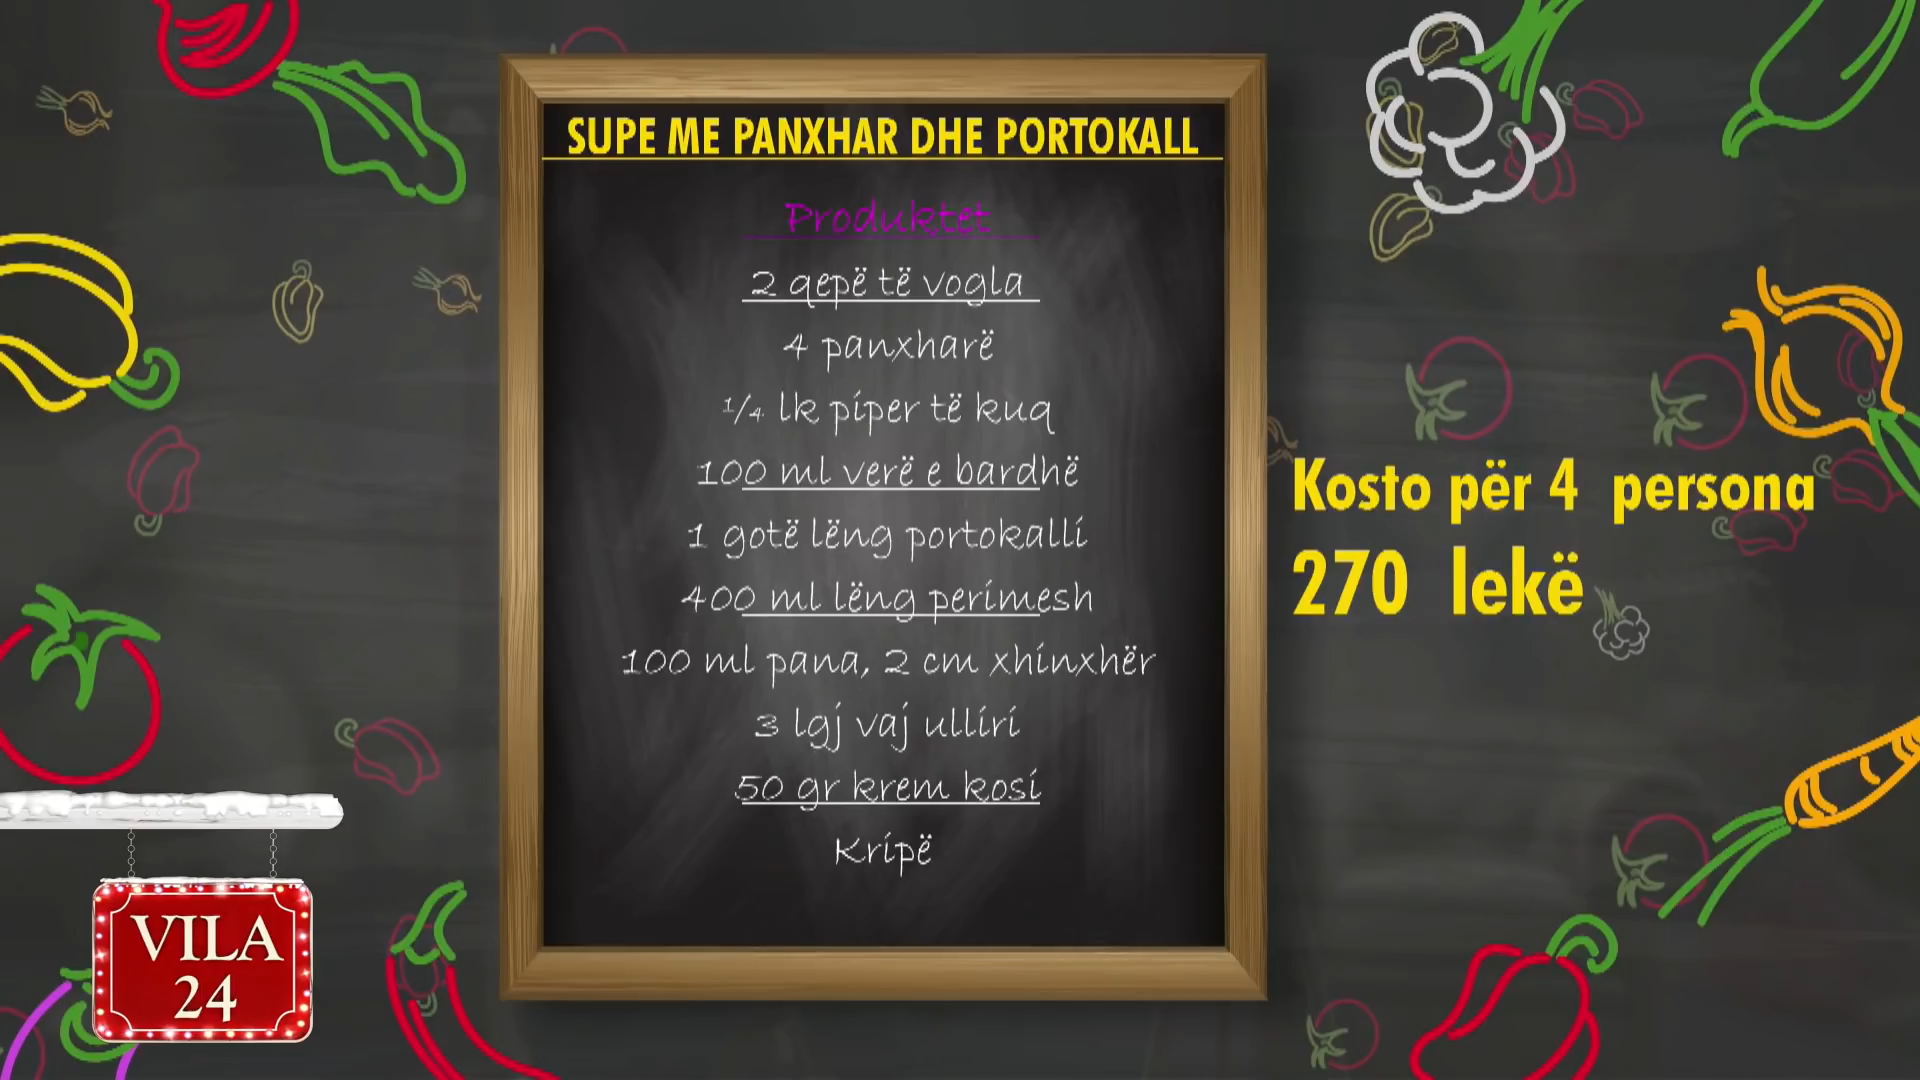 SUPE ME PANXHAR DHE PORTOKALL
Produktet
2 qepë të vogla
4 panxharë
1/4 lk piper të kuq
100 ml verë e bardhë
1 gotë lëng portokalli
400 ml lëng perimesh
100 ml pana, 2 cm xhinxhër
3 lgj vaj ulliri
50 gr krem kosi
Kripë
Kosto për 4 persona
270 lekë
VILA
24